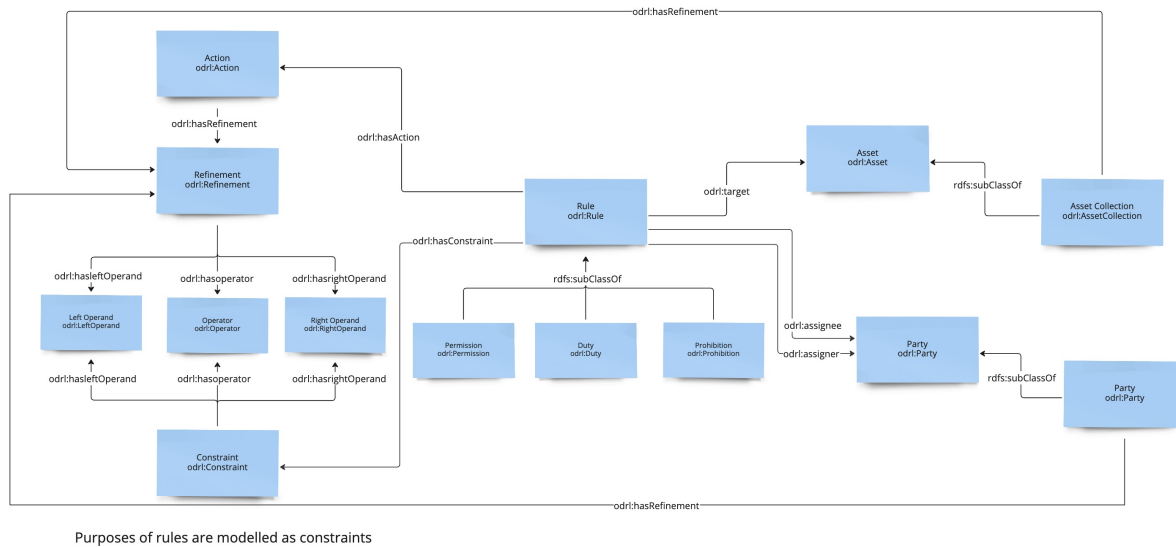 odrl:hasRefinement
Action
odrl:Action
odrl:hasRefinement
odrl:hasAction
Asset
odrl:Asset
Refinement
odrl:Refinement
odrl:target
rdfs:subClassOf
Rule
odrl:Rule
Asset Collection
odrl:AssetCollection
odrl:hasConstraint
odrl:hasleftOperand
odrl:hasoperator
odrl:hasrightOperand
rdfs:subClassOf
Left Operand
odrl:LeftOperand
Operator
odrl:Operator
Right Operand
odrl:RightOperand
Permission
odrl:Permission
Duty
odrl:Duty
Prohibition
odrl:Prohibition
odrl:assignee
odrl:assigner
Party
odrl:Party
odrl:hasleftOperand
odrl:hasoperator
odrl:hasrightOperand
rdfs:subClassOf
Party
odrl:Party
Constraint
odrl:Constraint
odrl:hasRefinement
Purposes of rules are modelled as constraints